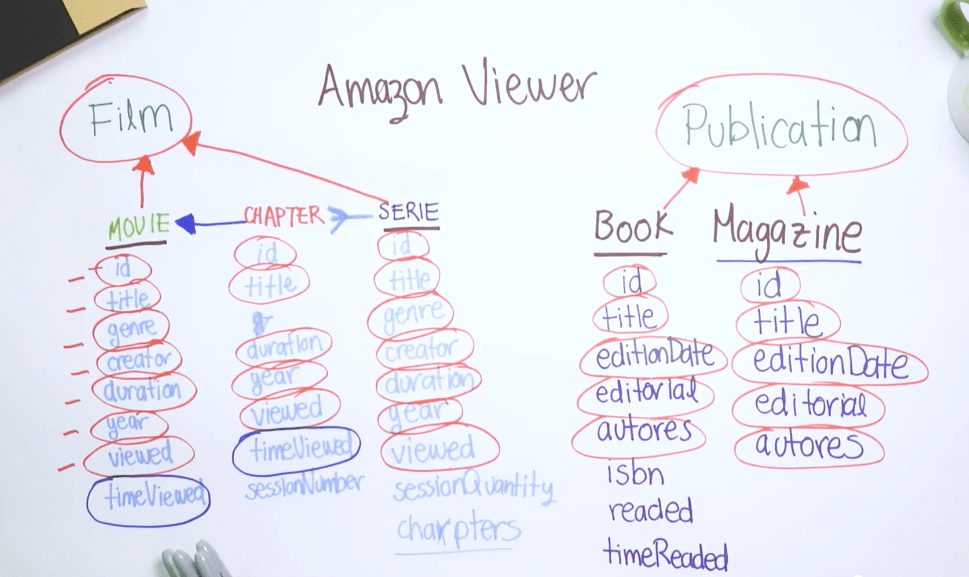 Amazon Viewer
Film
MOVIE
id
title
genre
creator
duration
year
viewed
timeViewed
CHAPTER
id
title
duration
year
viewed
timeViewed
sessionNumber
SERIE
id
title
genre
creator
duration
year
viewed
sessionQuantity
charpters
Publication
Book
id
title
editionDate
editorial
autores
isbn
readed
timeReaded
Magazine
id
title
editionDate
editorial
autores